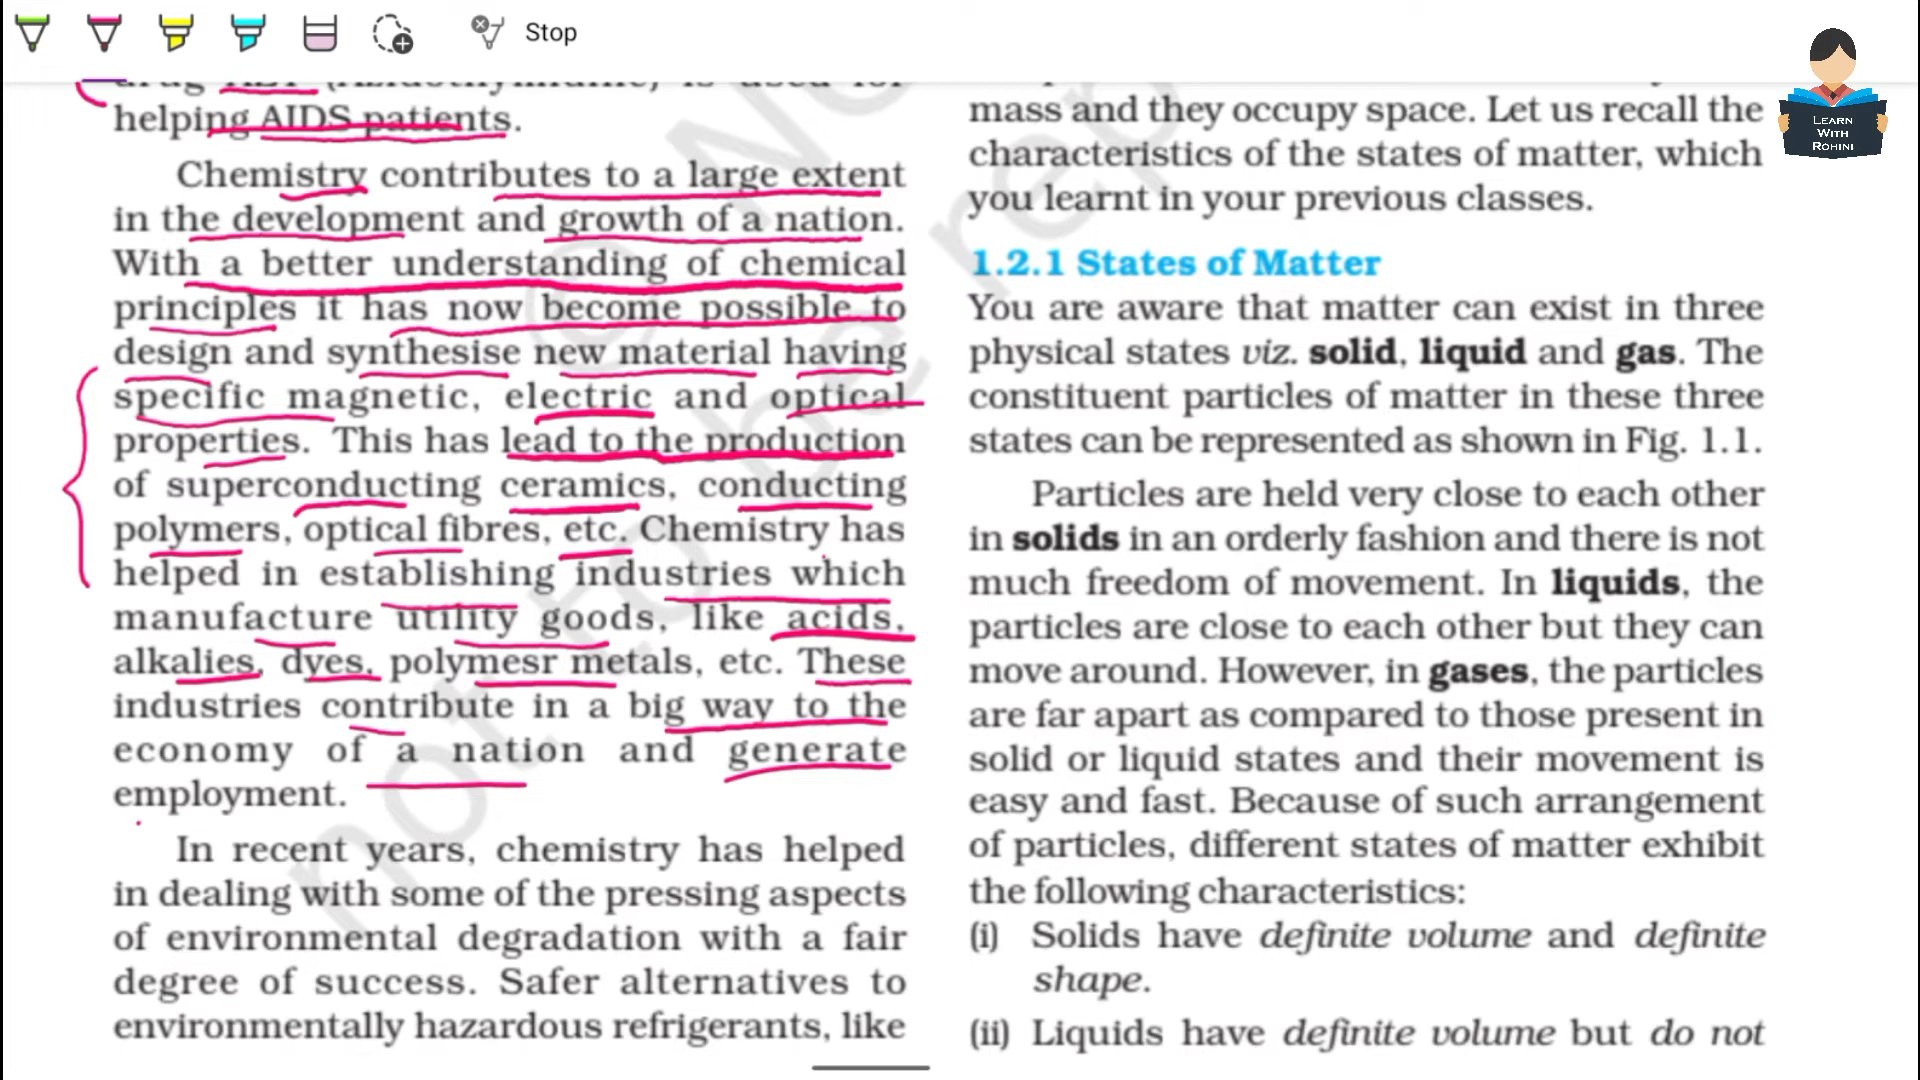 Stop
LEARN
WITH
ROHINI
helping AIDS patients.
Chemistry contributes to a large extent
in the development and growth of a nation.
With a better understanding of chemical
principles it has now become possible to
design and synthesise new material having
specific magnetic, electric and optical
properties. This has lead to the production
of superconducting ceramics, conducting
polymers, optical fibres, etc. Chemistry has
helped in establishing industries which
manufacture utility goods, like acids,
alkalies, dyes, polymesr metals, etc. These
industries contribute in a big way to the
economy of a nation and generate
employment.
In recent years, chemistry has helped
in dealing with some of the pressing aspects
of environmental degradation with a fair
degree of success. Safer alternatives to
environmentally hazardous refrigerants, like
mass and they occupy space. Let us recall the
characteristics of the states of matter, which
you learnt in your previous classes.
1.2.1 States of Matter
You are aware that matter can exist in three
physical states viz. solid, liquid and gas. The
constituent particles of matter in these three
states can be represented as shown in Fig. 1.1.
Particles are held very close to each other
in solids in an orderly fashion and there is not
much freedom of movement. In liquids, the
particles are close to each other but they can
move around. However, in gases, the particles
are far apart as compared to those present in
solid or liquid states and their movement is
easy and fast. Because of such arrangement
of particles, different states of matter exhibit
the following characteristics:
(i) Solids have definite volume and definite
shape.
(ii) Liquids have definite volume but do not